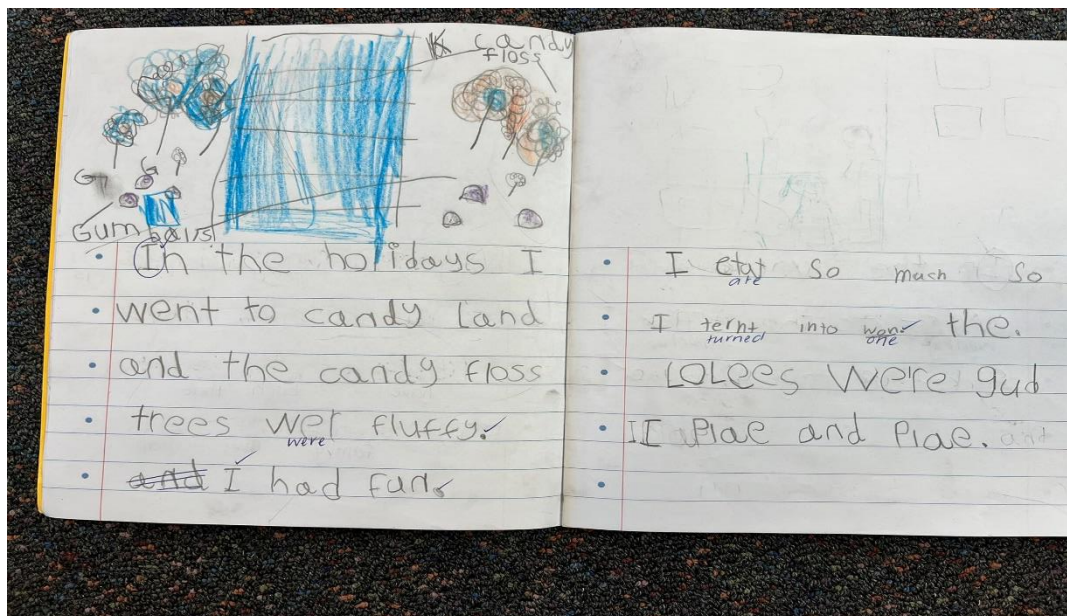 candy
floss
Gum balls
In the holidays I
went to candy land
and the candy floss
trees wer fluffy.
were
and I had fun.
I etat so much so
ate
I ternt into won. the.
turned one
LOLees were gud
I Plae and Plae. and